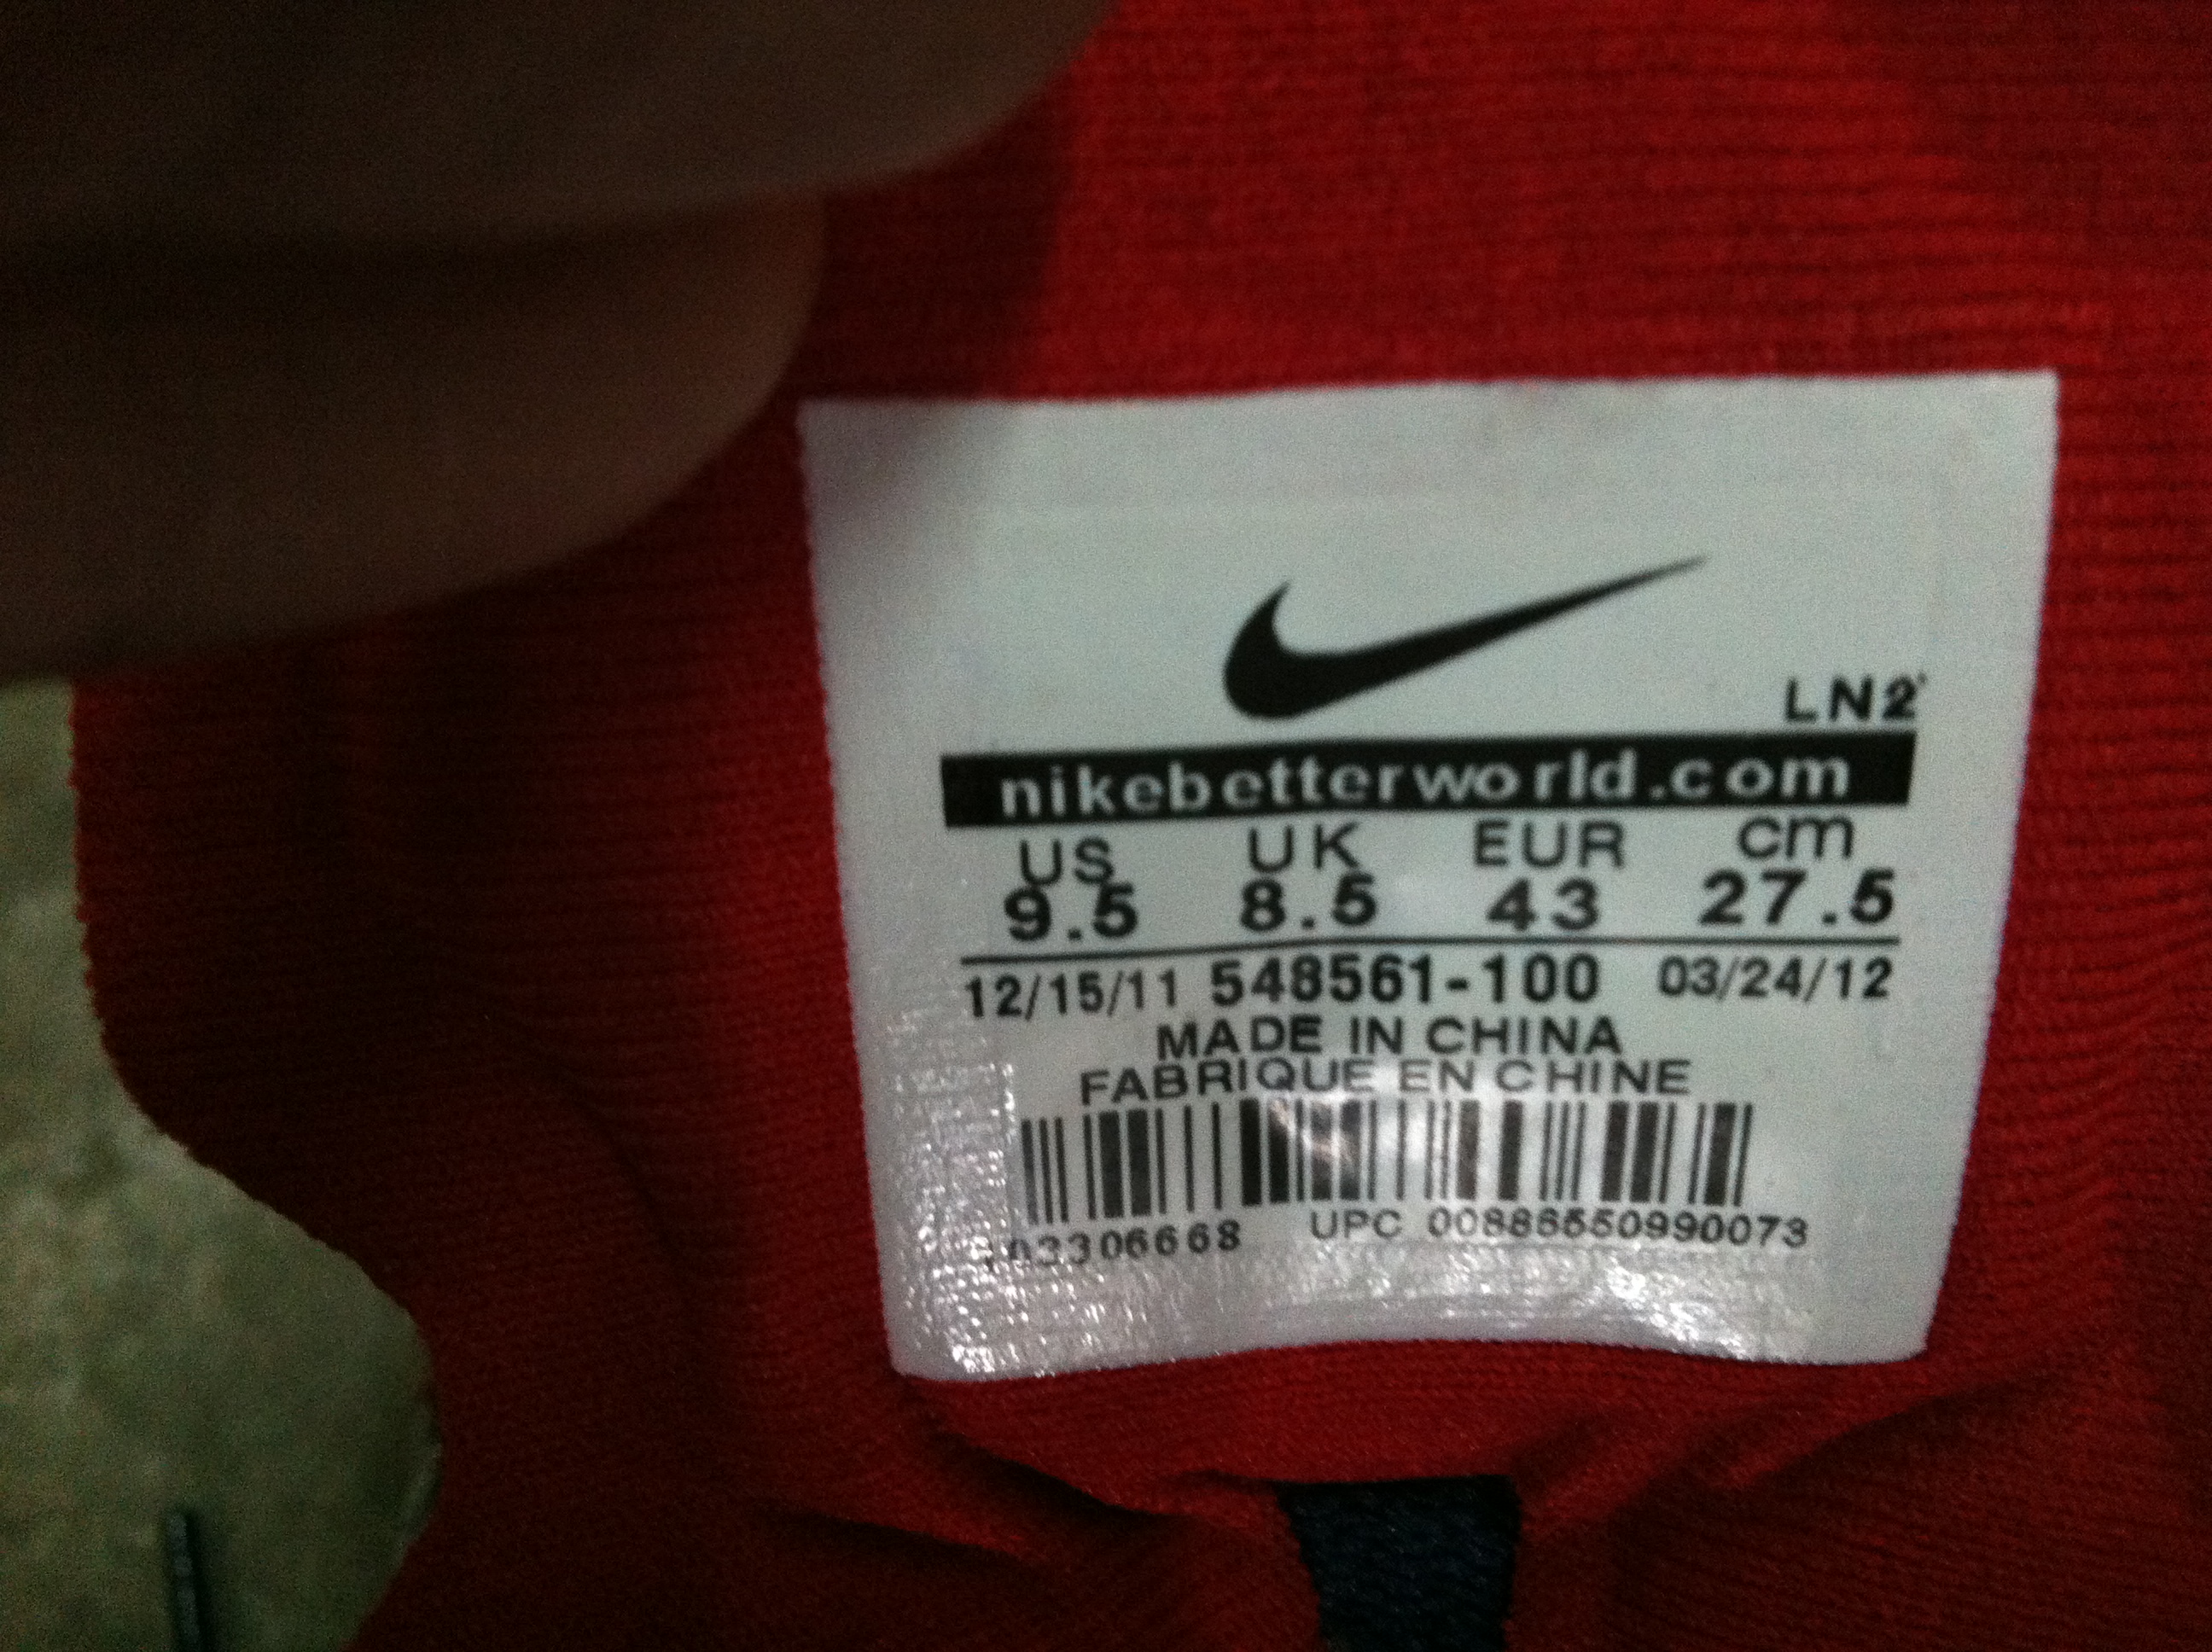 LN2
nikebetterworld.com
US UK EUR cm
9.5 8.5 43 27.5
12/15/11 548561-100 03/24/12
MADE IN CHINA
FABRIQUE EN CHINE
UPC 00886550990073